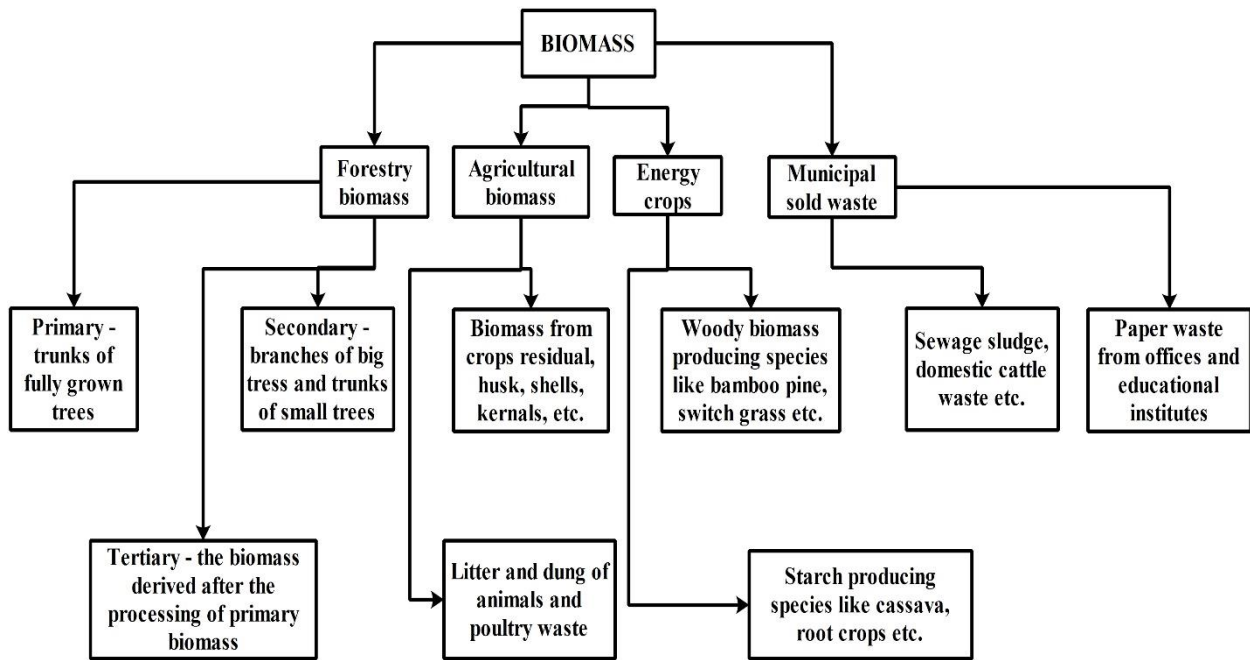 BIOMASS
Forestry
biomass
Agricultural
biomass
Energy
crops
Municipal
sold waste
Primary -
trunks of
fully grown
trees
Secondary -
branches of big
tress and trunks
of small trees
Biomass from
crops residual,
husk, shells,
kernals, etc.
Woody biomass
producing species
like bamboo pine,
switch grass etc.
Sewage sludge,
domestic cattle
waste etc.
Paper waste
from offices and
educational
institutes
Tertiary - the biomass
derived after the
processing of primary
biomass
Litter and dung of
animals and
poultry waste
Starch producing
species like cassava,
root crops etc.